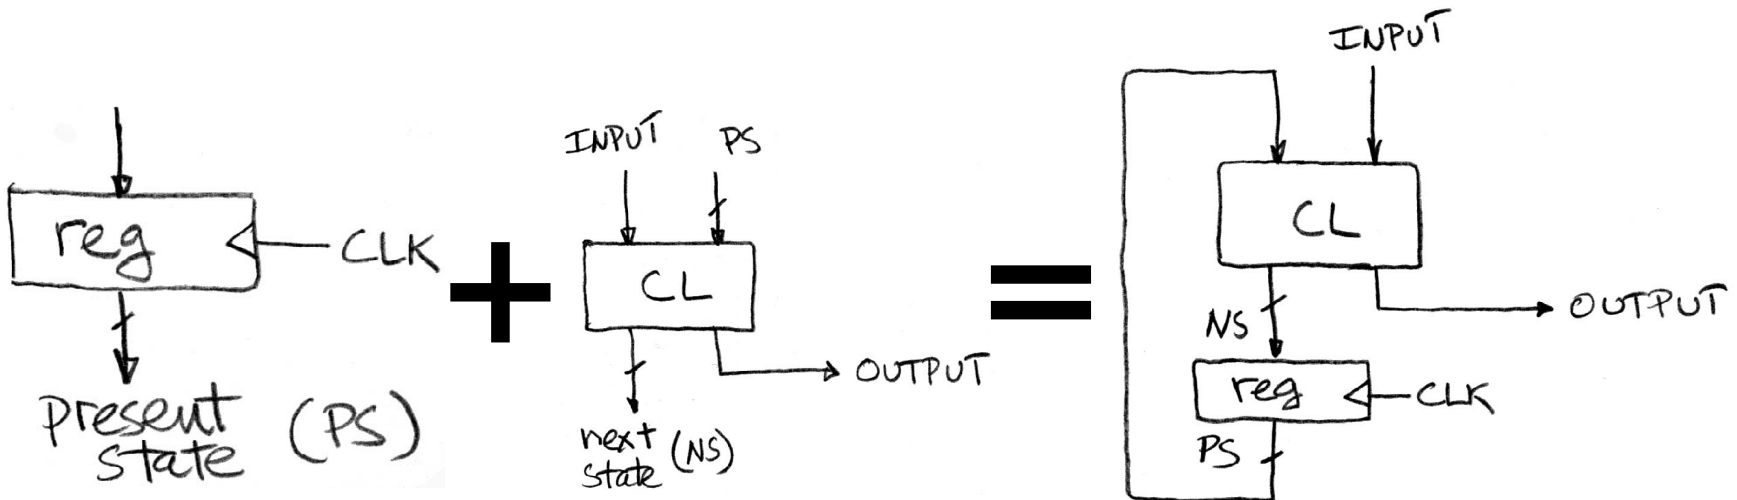 reg
CLK
present
state (PS)
+
INPUT PS
CL
OUTPUT
next
state (NS)
=
INPUT
CL
OUTPUT
NS
reg
CLK
PS